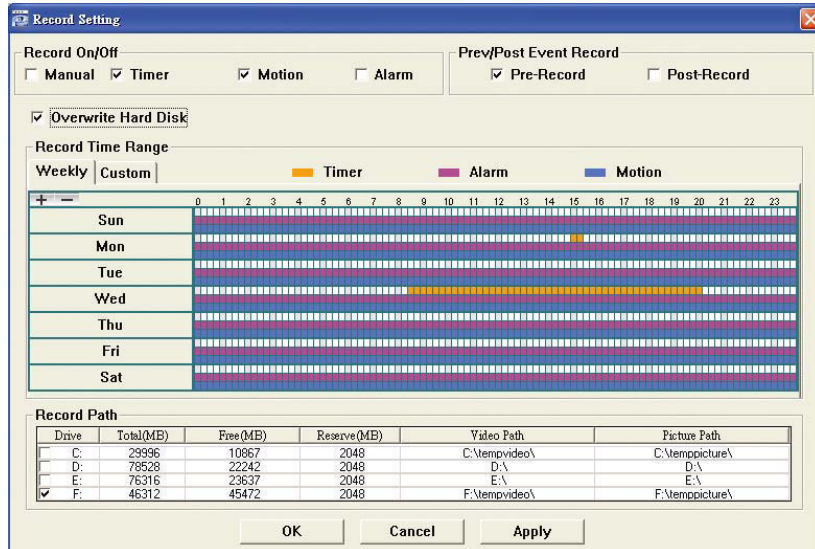 Record Setting
Record On/Off
Manual Timer Motion Alarm
Prev/Post Event Record
Pre-Record Post-Record
Overwrite Hard Disk
Record Time Range
Weekly Custom Timer Alarm Motion
+ - 0 1 2 3 4 5 6 7 8 9 10 11 12 13 14 15 16 17 18 19 20 21 22 23
Sun
Mon
Tue
Wed
Thu
Fri
Sat
Record Path
Drive Total(MB) Free(MB) Reserve(MB) Video Path Picture Path
C: 29996 10867 2048 C:\tempvideo\ C:\temppicture\
D: 78528 22242 2048 D:\ D:\
E: 76316 23637 2048 E:\ E:\
F: 46312 45472 2048 F:\tempvideo\ F:\temppicture\
OK Cancel Apply